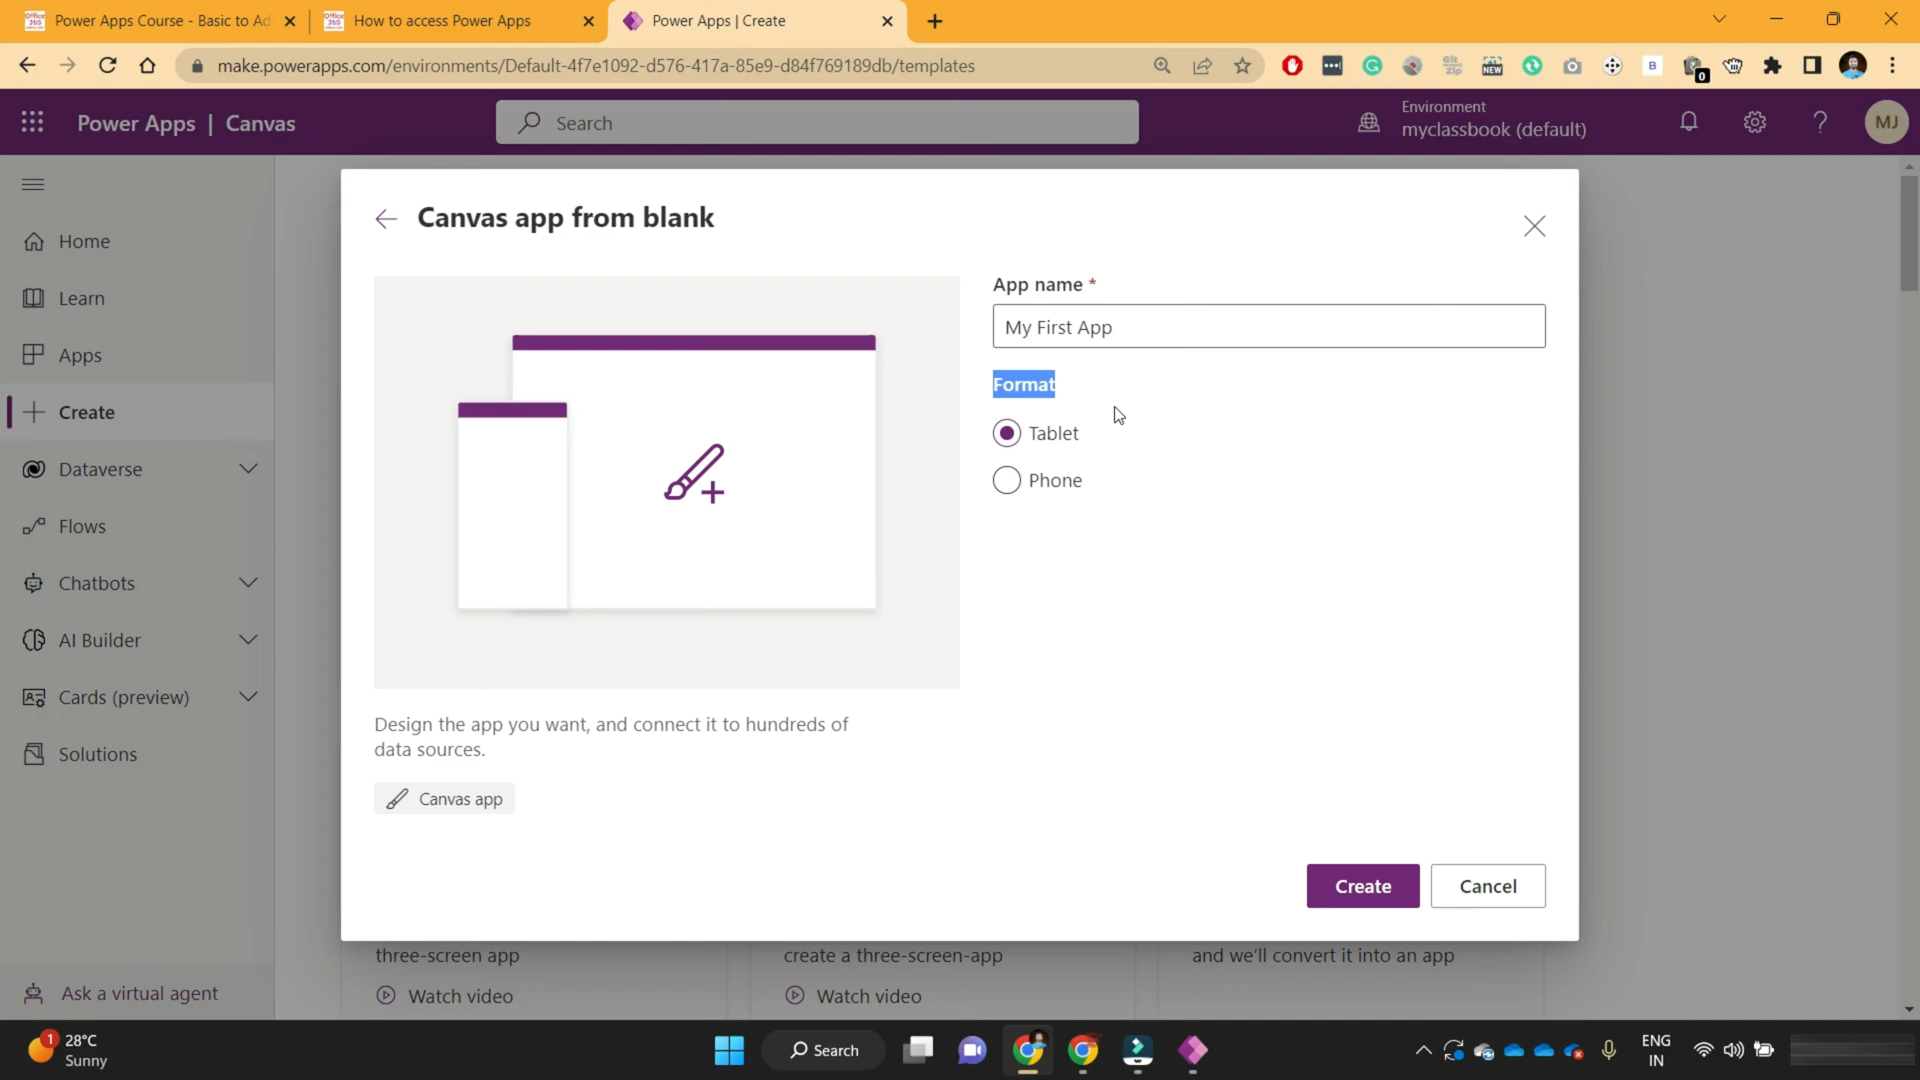 Power Apps Course - Basic to Ad
How to access Power Apps
Power Apps | Create
make.powerapps.com/environments/Default-4f7e1092-d576-417a-85e9-d84f769189db/templates
Power Apps | Canvas
Search
Environment
myclassbook (default)
MJ
Canvas app from blank
App name *
My First App
Format
Tablet
Phone
Home
Learn
Apps
Create
Dataverse
Flows
Chatbots
AI Builder
Cards (preview)
Solutions
Ask a virtual agent
Design the app you want, and connect it to hundreds of
data sources.
Canvas app
Create
Cancel
three-screen app
create a three-screen-app
and we'll convert it into an app
Watch video
Watch video
1
28°C
Sunny
Search
ENG
IN